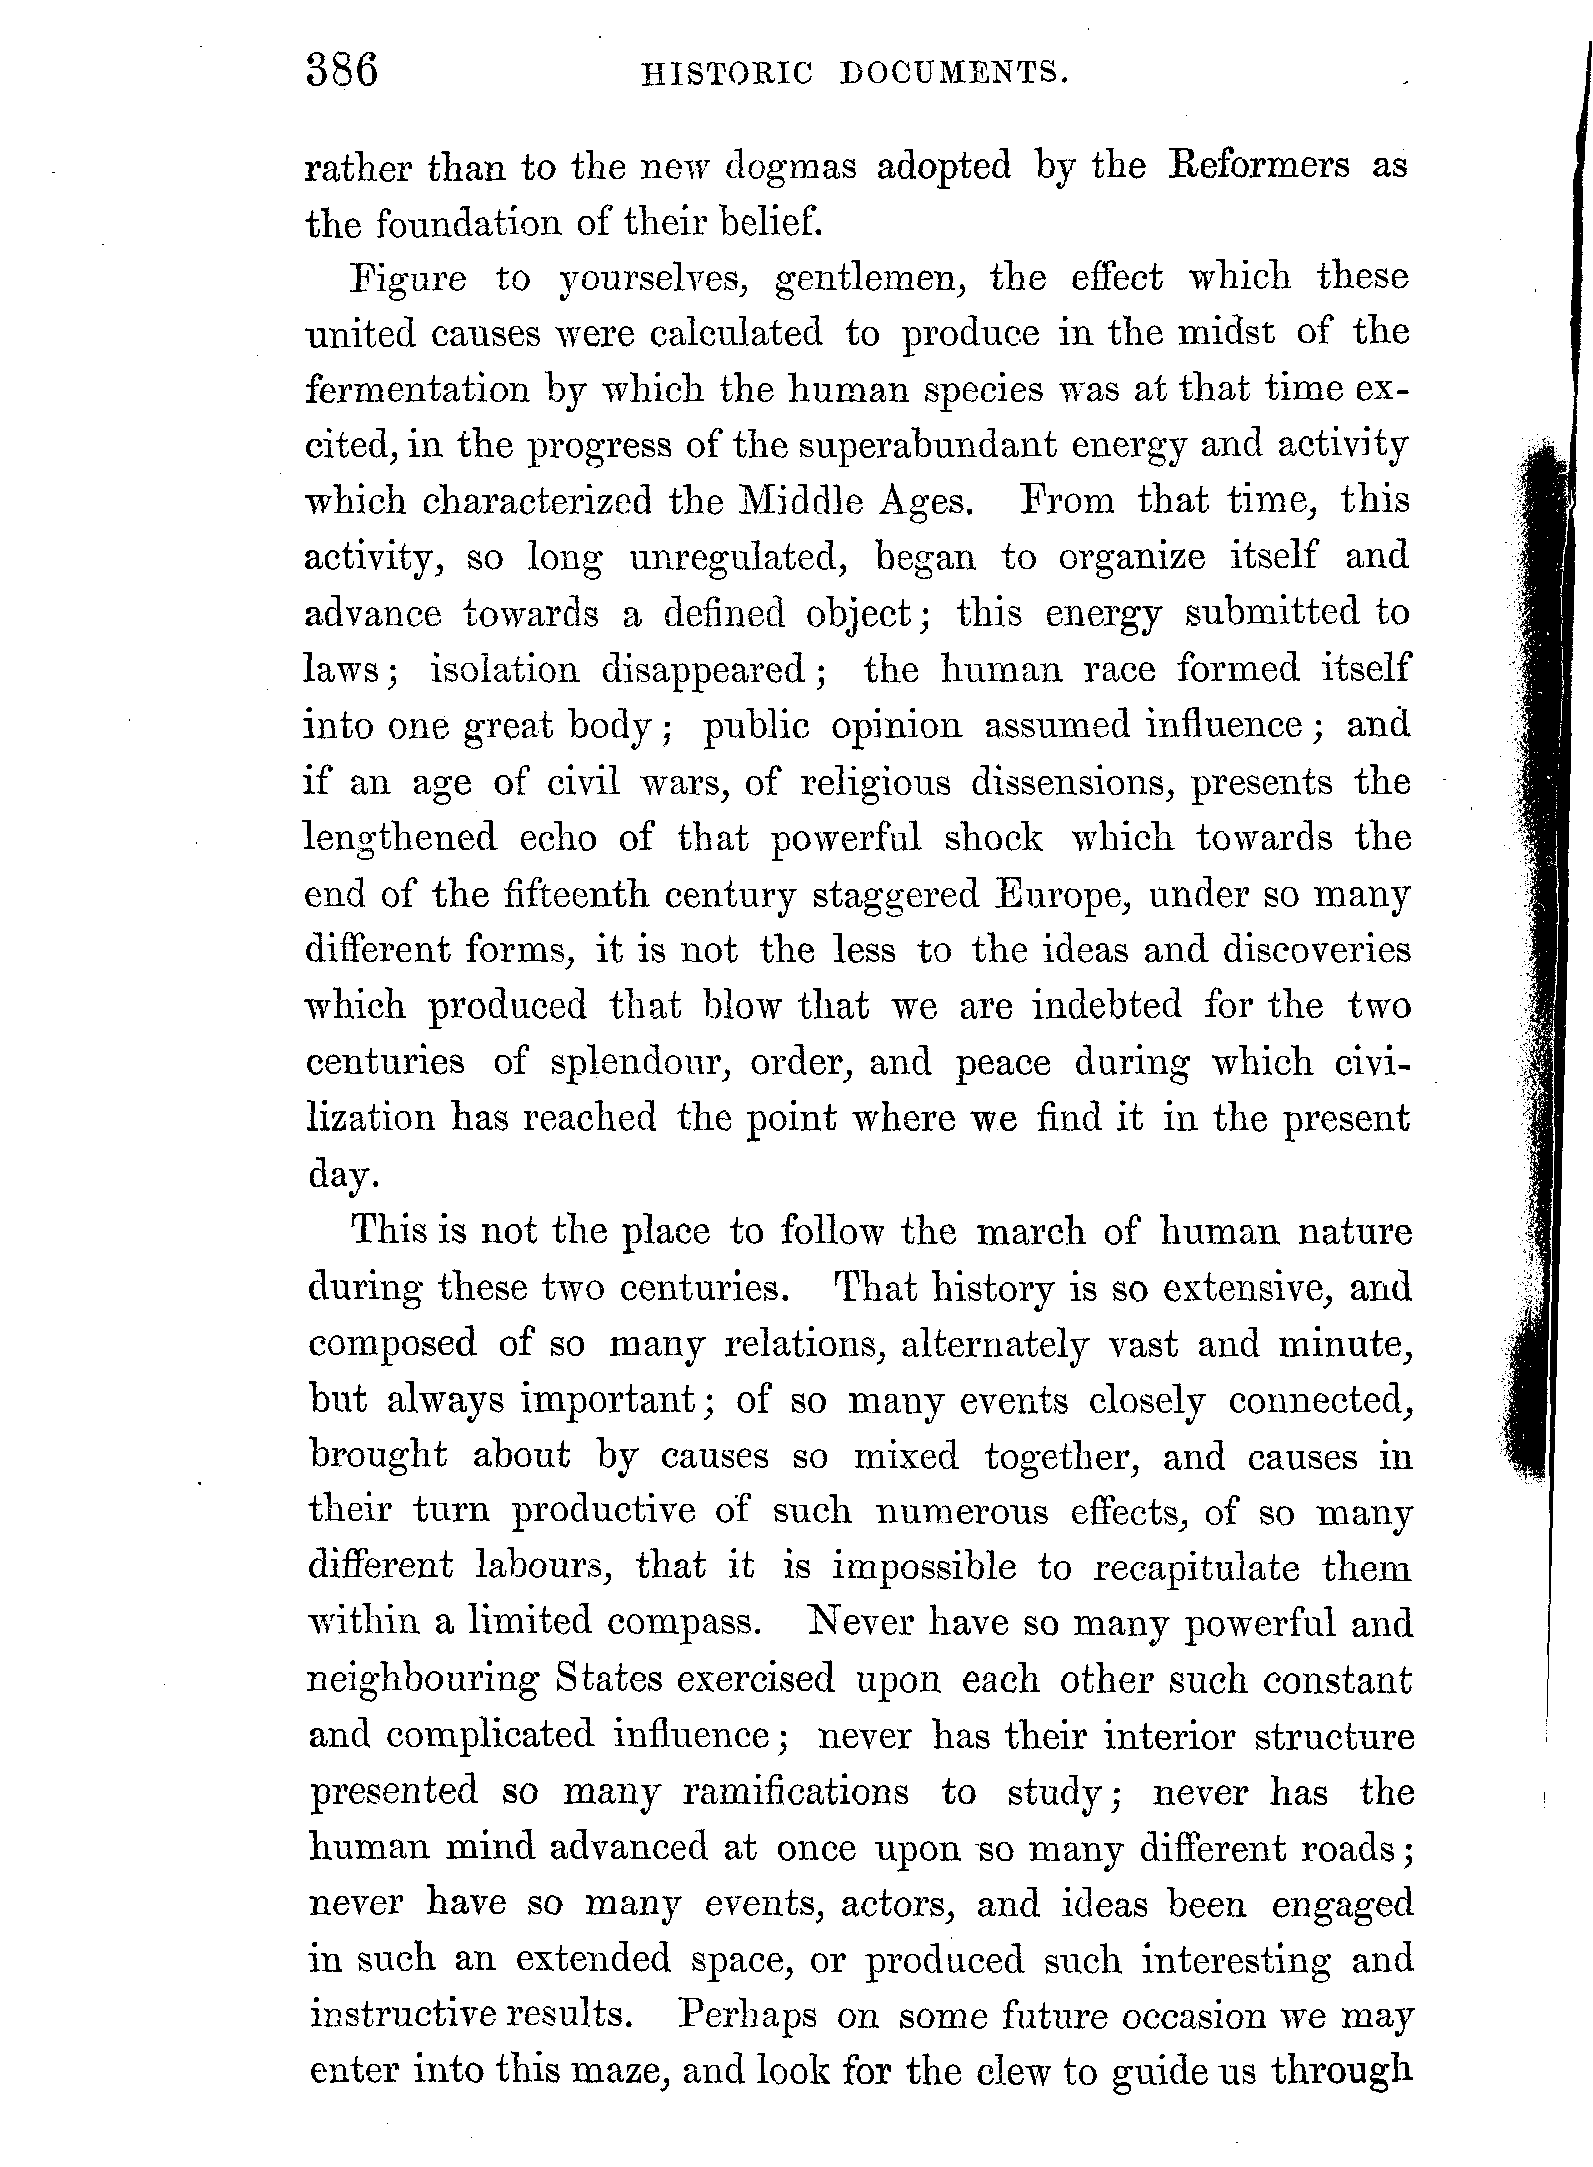 386 HISTORIC DOCUMENTS.
rather than to the new dogmas adopted by the Reformers as
the foundation of their belief.
Figure to yourselves, gentlemen, the effect which these
united causes were calculated to produce in the midst of the
fermentation by which the human species was at that time ex-
cited, in the progress of the superabundant energy and activity
which characterized the Middle Ages. From that time, this
activity, so long unregulated, began to organize itself and
advance towards a defined object; this energy submitted to
laws; isolation disappeared; the human race formed itself
into one great body; public opinion assumed influence; and
if an age of civil wars, of religious dissensions, presents the
lengthened echo of that powerful shock which towards the
end of the fifteenth century staggered Europe, under so many
different forms, it is not the less to the ideas and discoveries
which produced that blow that we are indebted for the two
centuries of splendour, order, and peace during which civi-
lization has reached the point where we find it in the present
day.
This is not the place to follow the march of human nature
during these two centuries. That history is so extensive, and
composed of so many relations, alternately vast and minute,
but always important; of so many events closely connected,
brought about by causes so mixed together, and causes in
their turn productive of such numerous effects, of so many
different labours, that it is impossible to recapitulate them
within a limited compass. Never have so many powerful and
neighbouring States exercised upon each other such constant
and complicated influence; never has their interior structure
presented so many ramifications to study; never has the
human mind advanced at once upon so many different roads;
never have so many events, actors, and ideas been engaged
in such an extended space, or produced such interesting and
instructive results. Perhaps on some future occasion we may
enter into this maze, and look for the clew to guide us through